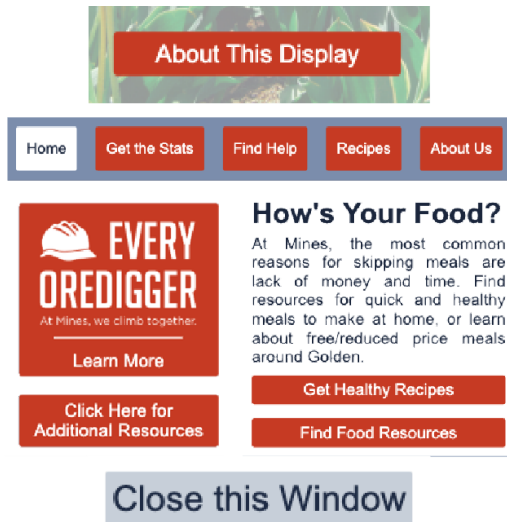 About This Display
Home
Get the Stats
Find Help
Recipes
About Us
EVERY
OREDIGGER
At Mines, we climb together.
Learn More
Click Here for
Additional Resources
How's Your Food?
At Mines, the most common
reasons for skipping meals are
lack of money and time. Find
resources for quick and healthy
meals to make at home, or learn
about free/reduced price meals
around Golden.
Get Healthy Recipes
Find Food Resources
Close this Window